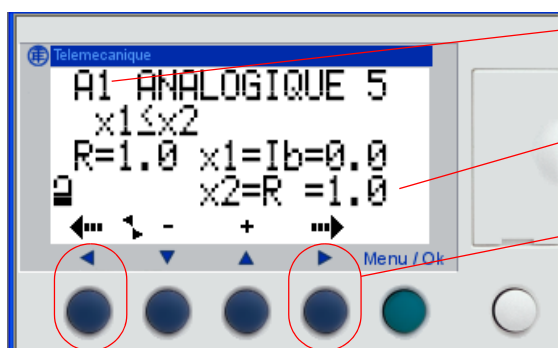 Telemecanique
A1 ANALOGIQUE 5
x1≤x2
R=1.0 x1=Ib=0.0
x2=R =1.0
- +
Menu / Ok